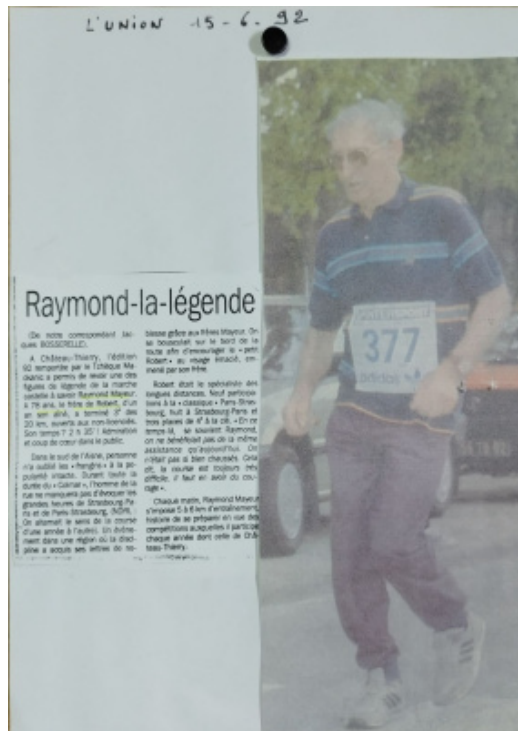 L'UNION 15-6.92
Raymond-la-légende
(De notre correspondant Jac-
ques BOSSERELLE).
A Château-Thierry, l'édition
92 remportée par le Tchèque
a permis de revoir une des
figures de légende de la marche
à savoir Raymond Mayeur.
A 78 ans, le frère de Robert, d'un
an son aîné, a terminé 3e des
20 km, ouverts aux non-licenciés.
Son temps ? 2 h 35 ! Admiration
et coup de cœur dans le public.
Dans le sud de l'Aisne, personne
n'a oublié les « frangins » à la po-
pularité intacte. Durant toute la
durée du « Colmar », l'homme de la
rue ne manquera pas d'évoquer les
grandes heures de Strasbourg-Pa-
ris et de Paris-Strasbourg. (NDLR :
On alternait le sens de la course
d'une année à l'autre). Un événe-
ment dans une région où la disci-
pline a acquis ses lettres de no-
blesse grâce aux frères Mayeur. On
se bousculait sur le bord de la
route afin d'encourager le « petit
Robert » au visage émacié, em-
mené par son frère.
Robert était le spécialiste des
longues distances. Neuf participa-
tions à la « classique » Paris-Stras-
bourg, huit à Strasbourg-Paris et
trois places de 4e à la clé. « En ce
temps-là, se souvient Raymond,
on ne bénéficiait pas de la même
assistance qu'aujourd'hui. On
n'était pas si bien chaussés. Cela
dit, la course est toujours très
difficile, il faut en avoir du cou-
rage ».
Chaque matin, Raymond Mayeur
s'impose 5 à 6 km d'entraînement,
histoire de se préparer en vue des
compétitions auxquelles il participe
chaque année dont celle de Châ-
teau-Thierry.
INTERSPORT
377
adidas